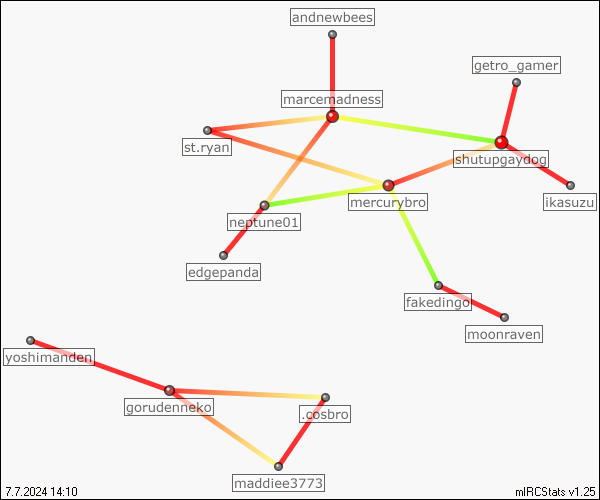 andnewbees
getro_gamer
marcemadness
st.ryan
shutupgaydog
mercurybro
ikasuzu
neptune01
edgepanda
fakedingo
moonraven
yoshimanden
gorudenneko
.cosbro
maddiee3773
7.7.2024 14:10
mIRCStats v1.25